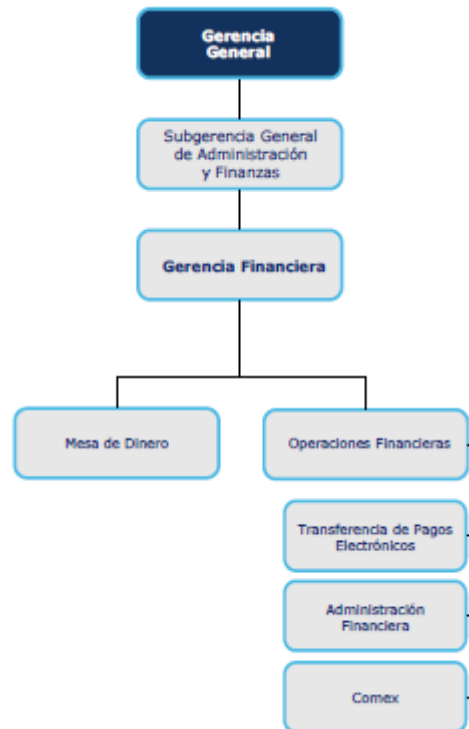 Gerencia
General
Subgerencia General
de Administración
y Finanzas
Gerencia Financiera
Mesa de Dinero
Operaciones Financieras
Transferencia de Pagos
Electrónicos
Administración
Financiera
Comex